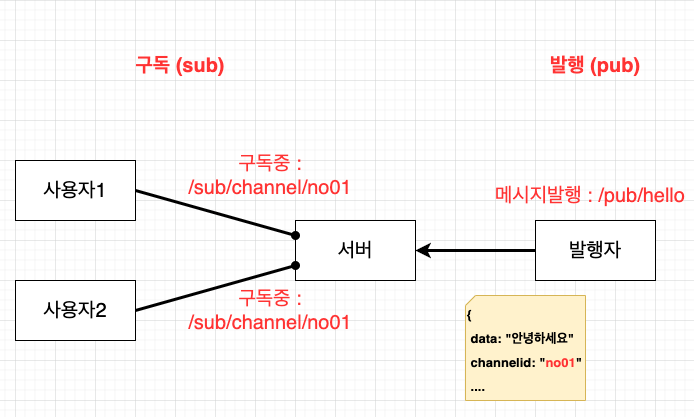 구독 (sub)
발행 (pub)
구독중 :
/sub/channel/no01
사용자1
메시지발행 : /pub/hello
서버
발행자
사용자2
구독중 :
/sub/channel/no01
{
data: "안녕하세요"
channelid: "no01"
....